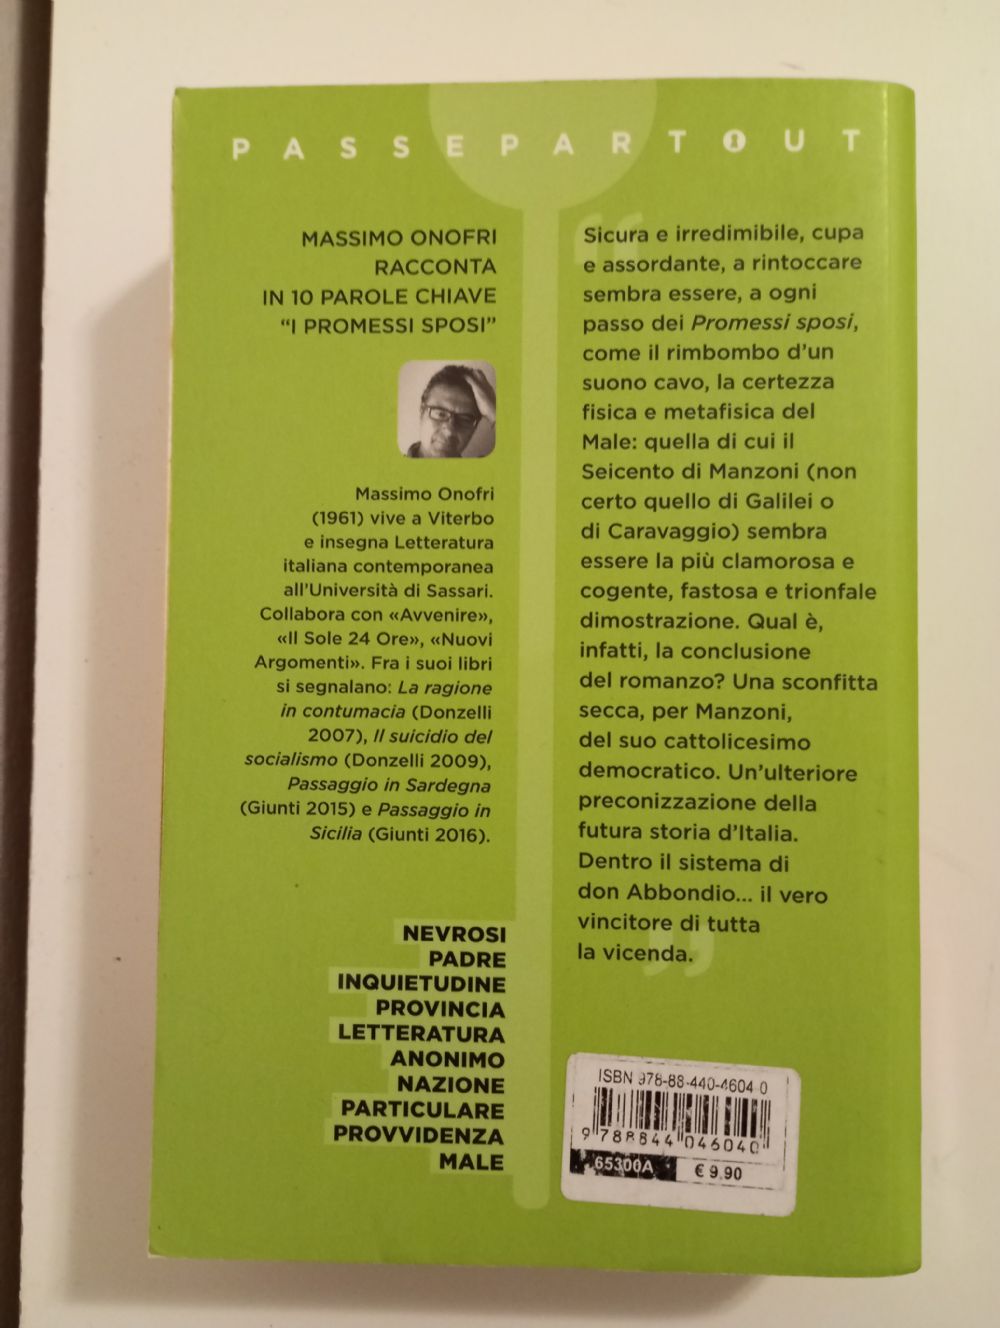 PASSEPARTOUT
MASSIMO ONOFRI
RACCONTA
IN 10 PAROLE CHIAVE
“I PROMESSI SPOSI”
Massimo Onofri
(1961) vive a Viterbo
e insegna Letteratura
italiana contemporanea
all’Università di Sassari.
Collabora con «Avvenire»,
«Il Sole 24 Ore», «Nuovi
Argomenti». Fra i suoi libri
si segnalano: La ragione
in contumacia (Donzelli
2007), Il suicidio del
socialismo (Donzelli 2009),
Passaggio in Sardegna
(Giunti 2015) e Passaggio in
Sicilia (Giunti 2016).
NEVROSI
PADRE
INQUIETUDINE
PROVINCIA
LETTERATURA
ANONIMO
NAZIONE
PARTICULARE
PROVVIDENZA
MALE
“Sicura e irredimibile, cupa
e assordante, a rintoccare
sembra essere, a ogni
passo dei Promessi sposi,
come il rimbombo d’un
suono cavo, la certezza
fisica e metafisica del
Male: quella di cui il
Seicento di Manzoni (non
certo quello di Galilei o
di Caravaggio) sembra
essere la più clamorosa e
cogente, fastosa e trionfale
dimostrazione. Qual è,
infatti, la conclusione
del romanzo? Una sconfitta
secca, per Manzoni,
del suo cattolicesimo
democratico. Un’ulteriore
preconizzazione della
futura storia d’Italia.
Dentro il sistema di
don Abbondio... il vero
vincitore di tutta
la vicenda.”
ISBN 978-88-440-4604-0
9 788844 046040
65300A
€ 9.90